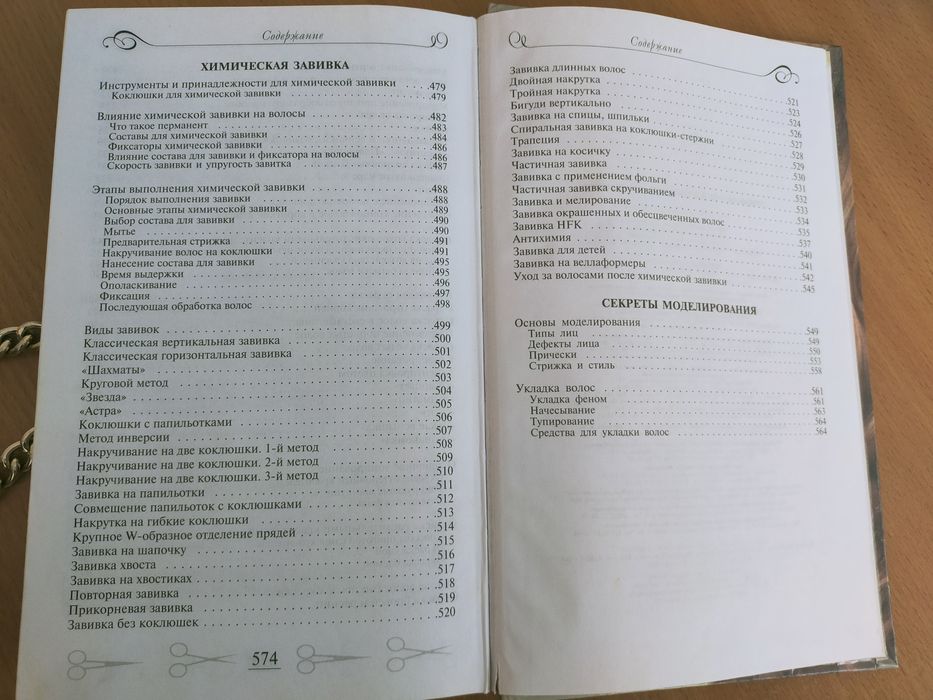 Содержание
ХИМИЧЕСКАЯ ЗАВИВКА
Инструменты и принадлежности для химической завивки . . . .479
Коклюшки для химической завивки . . . .479
Влияние химической завивки на волосы . . . .482
Что такое перманент . . . .483
Составы для химической завивки . . . .484
Фиксаторы химической завивки . . . .486
Влияние состава для завивки и фиксатора на волосы . . . .486
Скорость завивки и упругость завитка . . . .487
Этапы выполнения химической завивки . . . .488
Порядок выполнения завивки . . . .488
Основные этапы химической завивки . . . .489
Выбор состава для завивки . . . .490
Мытье . . . .490
Предварительная стрижка . . . .491
Накручивание волос на коклюшки . . . .491
Нанесение состава для завивки . . . .495
Время выдержки . . . .495
Ополаскивание . . . .496
Фиксация . . . .497
Последующая обработка волос . . . .498
Виды завивок . . . .499
Классическая вертикальная завивка . . . .500
Классическая горизонтальная завивка . . . .501
«Шахматы» . . . .502
Круговой метод . . . .503
«Звезда» . . . .504
«Астра» . . . .505
Коклюшки с папильотками . . . .506
Метод инверсии . . . .507
Накручивание на две коклюшки. 1-й метод . . . .508
Накручивание на две коклюшки. 2-й метод . . . .509
Накручивание на две коклюшки. 3-й метод . . . .510
Завивка на папильотки . . . .511
Совмещение папильоток с коклюшками . . . .512
Накрутка на гибкие коклюшки . . . .513
Крупное W-образное отделение прядей . . . .514
Завивка на шапочку . . . .515
Завивка хвоста . . . .516
Завивка на хвостиках . . . .517
Повторная завивка . . . .518
Прикорневая завивка . . . .519
Завивка без коклюшек . . . .520
574
Содержание
Завивка длинных волос . . . .521
Двойная накрутка . . . .523
Тройная накрутка . . . .524
Бигуди вертикально . . . .526
Завивка на спицы, шпильки . . . .527
Спиральная завивка на коклюшки-стержни . . . .528
Трапеция . . . .529
Завивка на косичку . . . .530
Частичная завивка . . . .531
Завивка с применением фольги . . . .532
Частичная завивка скручиванием . . . .533
Завивка и мелирование . . . .534
Завивка окрашенных и обесцвеченных волос . . . .535
Завивка HFK . . . .537
Антихимия . . . .540
Завивка для детей . . . .541
Завивка на веллаформеры . . . .542
Уход за волосами после химической завивки . . . .545
СЕКРЕТЫ МОДЕЛИРОВАНИЯ
Основы моделирования . . . .549
Типы лиц . . . .549
Дефекты лица . . . .550
Прически . . . .553
Стрижка и стиль . . . .558
Укладка волос . . . .561
Укладка феном . . . .561
Начесывание . . . .563
Тупирование . . . .564
Средства для укладки волос . . . .564